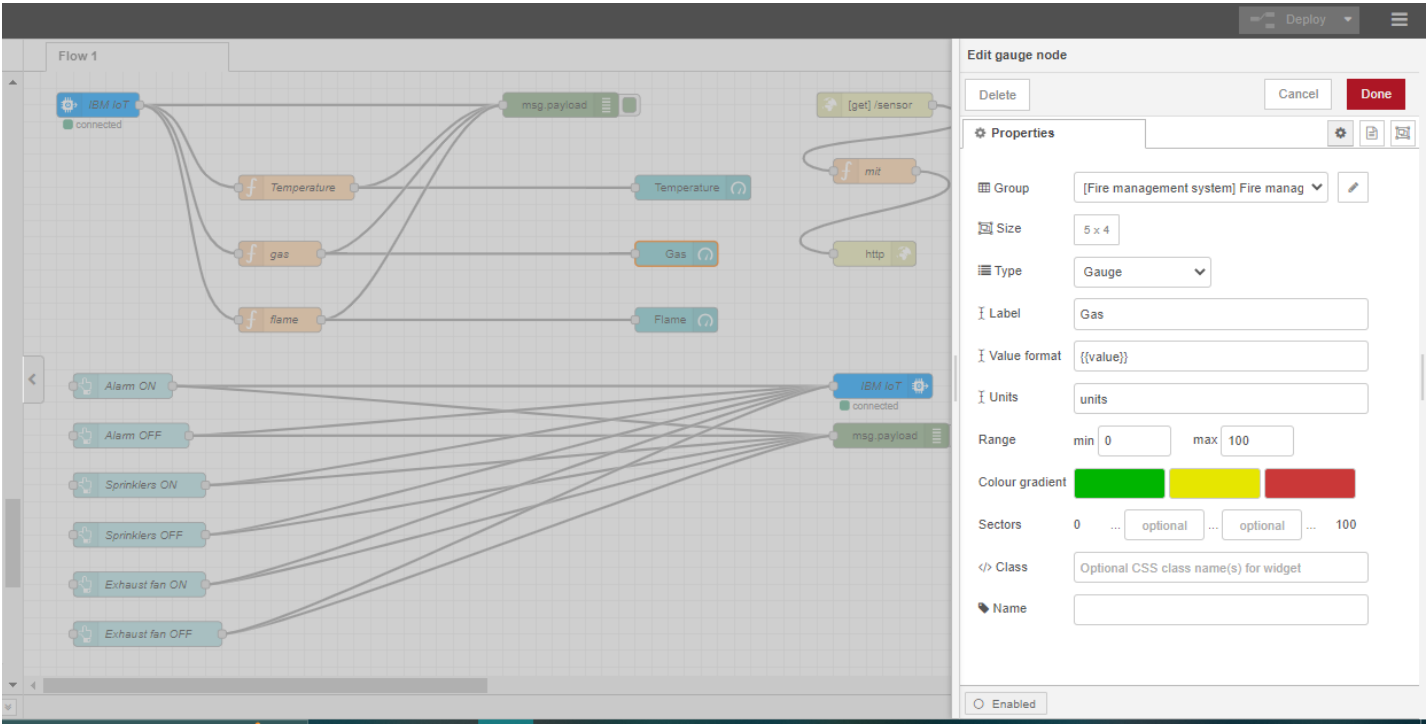 Deploy
Flow 1
Edit gauge node
Delete
Cancel
Done
Properties
IBM IoT
connected
msg.payload
[get] /sensor
mit
http
Temperature
Temperature
gas
Gas
flame
Flame
Alarm ON
Alarm OFF
Sprinklers ON
Sprinklers OFF
Exhaust fan ON
Exhaust fan OFF
IBM IoT
connected
msg.payload
Group [Fire management system] Fire manag
Size 5 x 4
Type Gauge
Label Gas
Value format {{value}}
Units units
Range min 0 max 100
Colour gradient
Sectors 0 ... optional ... optional ... 100
</> Class Optional CSS class name(s) for widget
Name
Enabled